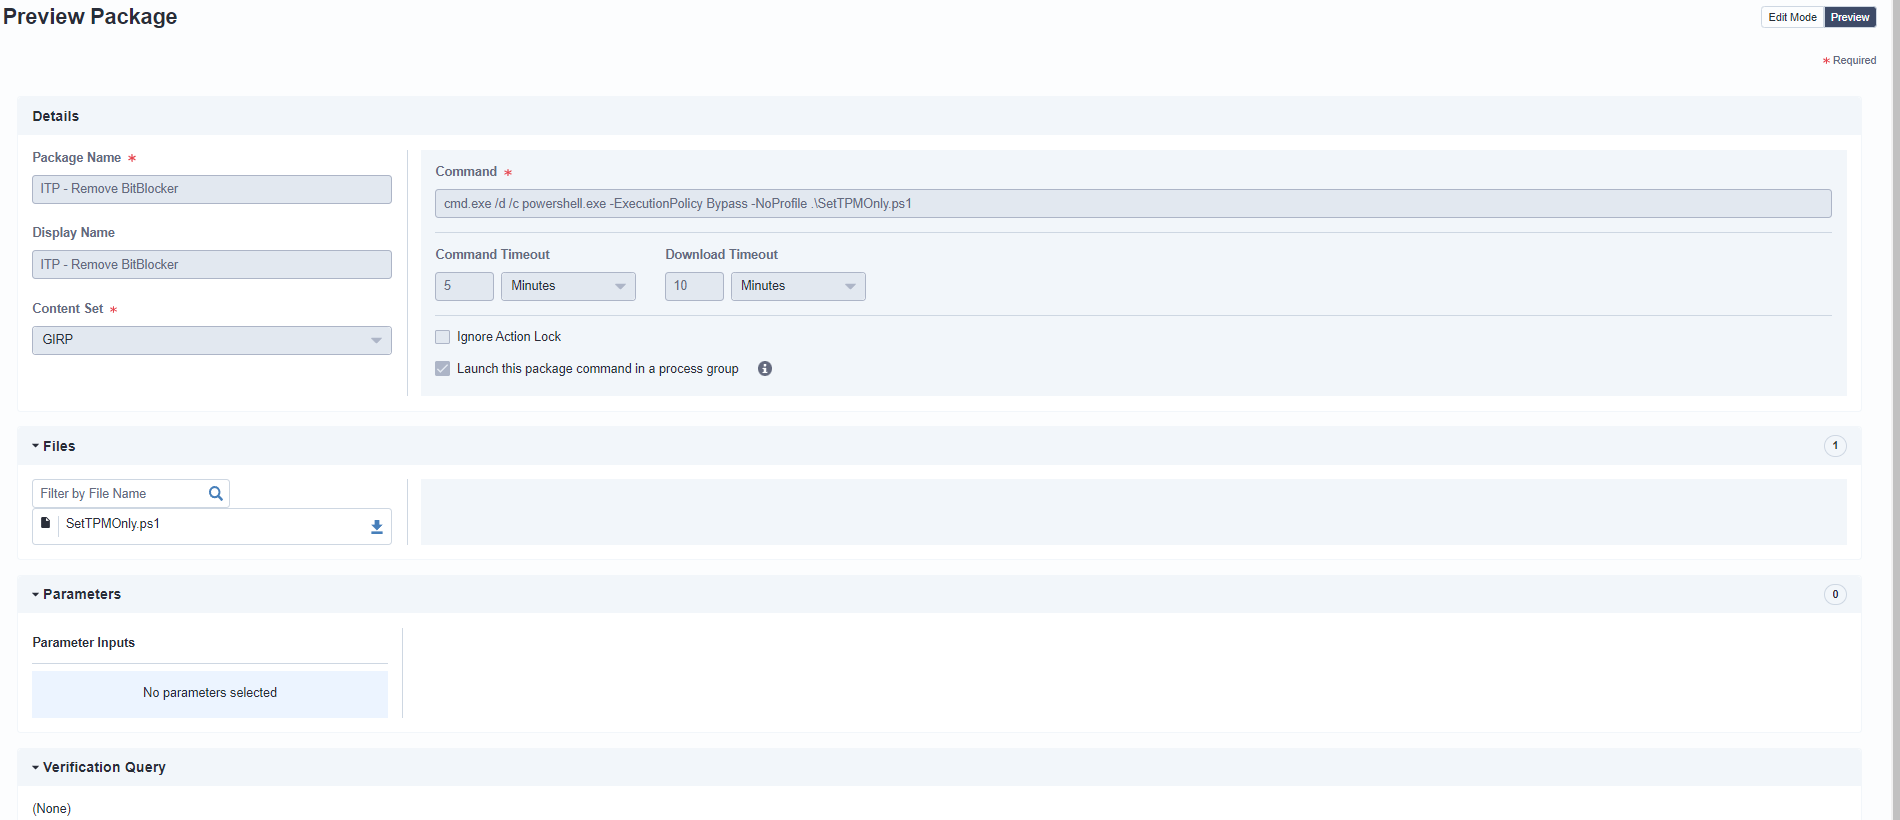 Preview Package
Edit Mode Preview
* Required
Details
Package Name *
ITP - Remove BitBlocker
Display Name
ITP - Remove BitBlocker
Content Set *
GIRP
Command *
cmd.exe /d /c powershell.exe -ExecutionPolicy Bypass -NoProfile .\SetTPMOnly.ps1
Command Timeout Download Timeout
5 Minutes 10 Minutes
Ignore Action Lock
Launch this package command in a process group
Files 1
Filter by File Name
SetTPMOnly.ps1
Parameters 0
Parameter Inputs
No parameters selected
Verification Query
(None)